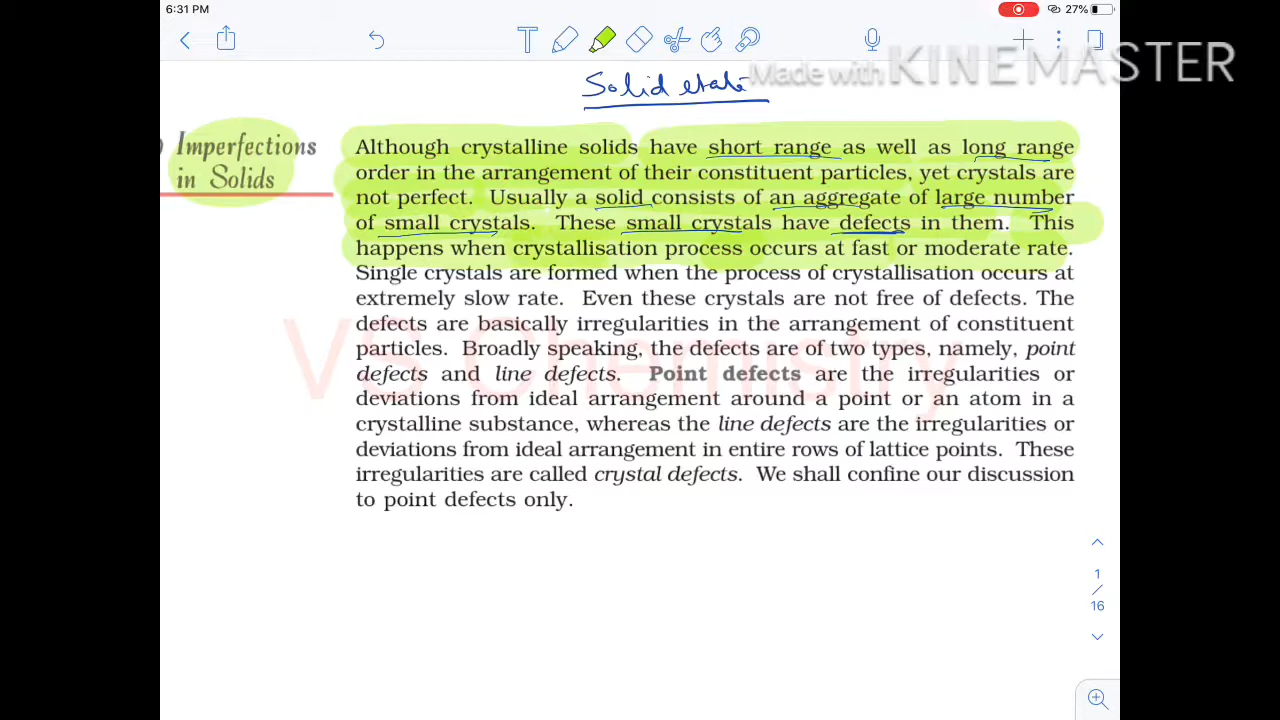 6:31 PM
27%
Solid state
Made with KINEMASTER
Imperfections
in Solids
Although crystalline solids have short range as well as long range
order in the arrangement of their constituent particles, yet crystals are
not perfect. Usually a solid consists of an aggregate of large number
of small crystals. These small crystals have defects in them. This
happens when crystallisation process occurs at fast or moderate rate.
Single crystals are formed when the process of crystallisation occurs at
extremely slow rate. Even these crystals are not free of defects. The
defects are basically irregularities in the arrangement of constituent
particles. Broadly speaking, the defects are of two types, namely, point
defects and line defects. Point defects are the irregularities or
deviations from ideal arrangement around a point or an atom in a
crystalline substance, whereas the line defects are the irregularities or
deviations from ideal arrangement in entire rows of lattice points. These
irregularities are called crystal defects. We shall confine our discussion
to point defects only.
VS Chemistry
1
/
16